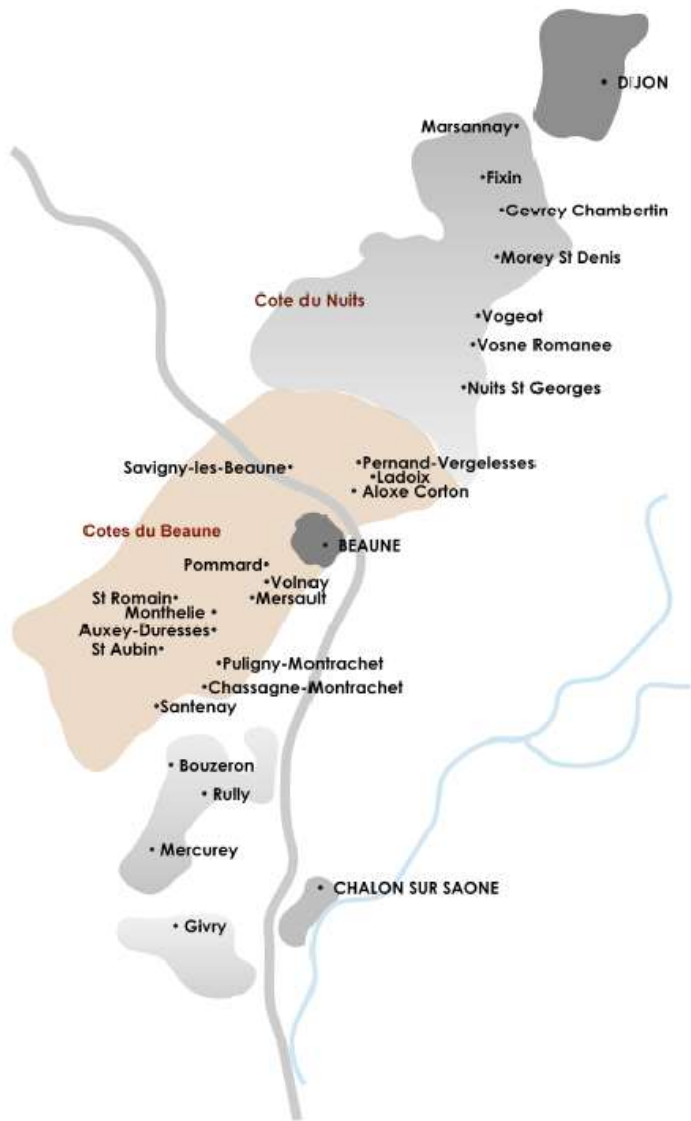 DIJON
Marsannay
Fixin
Gevrey Chambertin
Morey St Denis
Cote du Nuits
Vogeot
Vosne Romanee
Nuits St Georges
Savigny-les-Beaune
Pernand-Vergelesses
Ladoix
Aloxe Corton
Cotes du Beaune
BEAUNE
Pommard
Volnay
St Romain
Mersault
Monthelie
Auxey-Duresses
St Aubin
Puligny-Montrachet
Chassagne-Montrachet
Santenay
Bouzeron
Rully
Mercurey
CHALON SUR SAONE
Givry